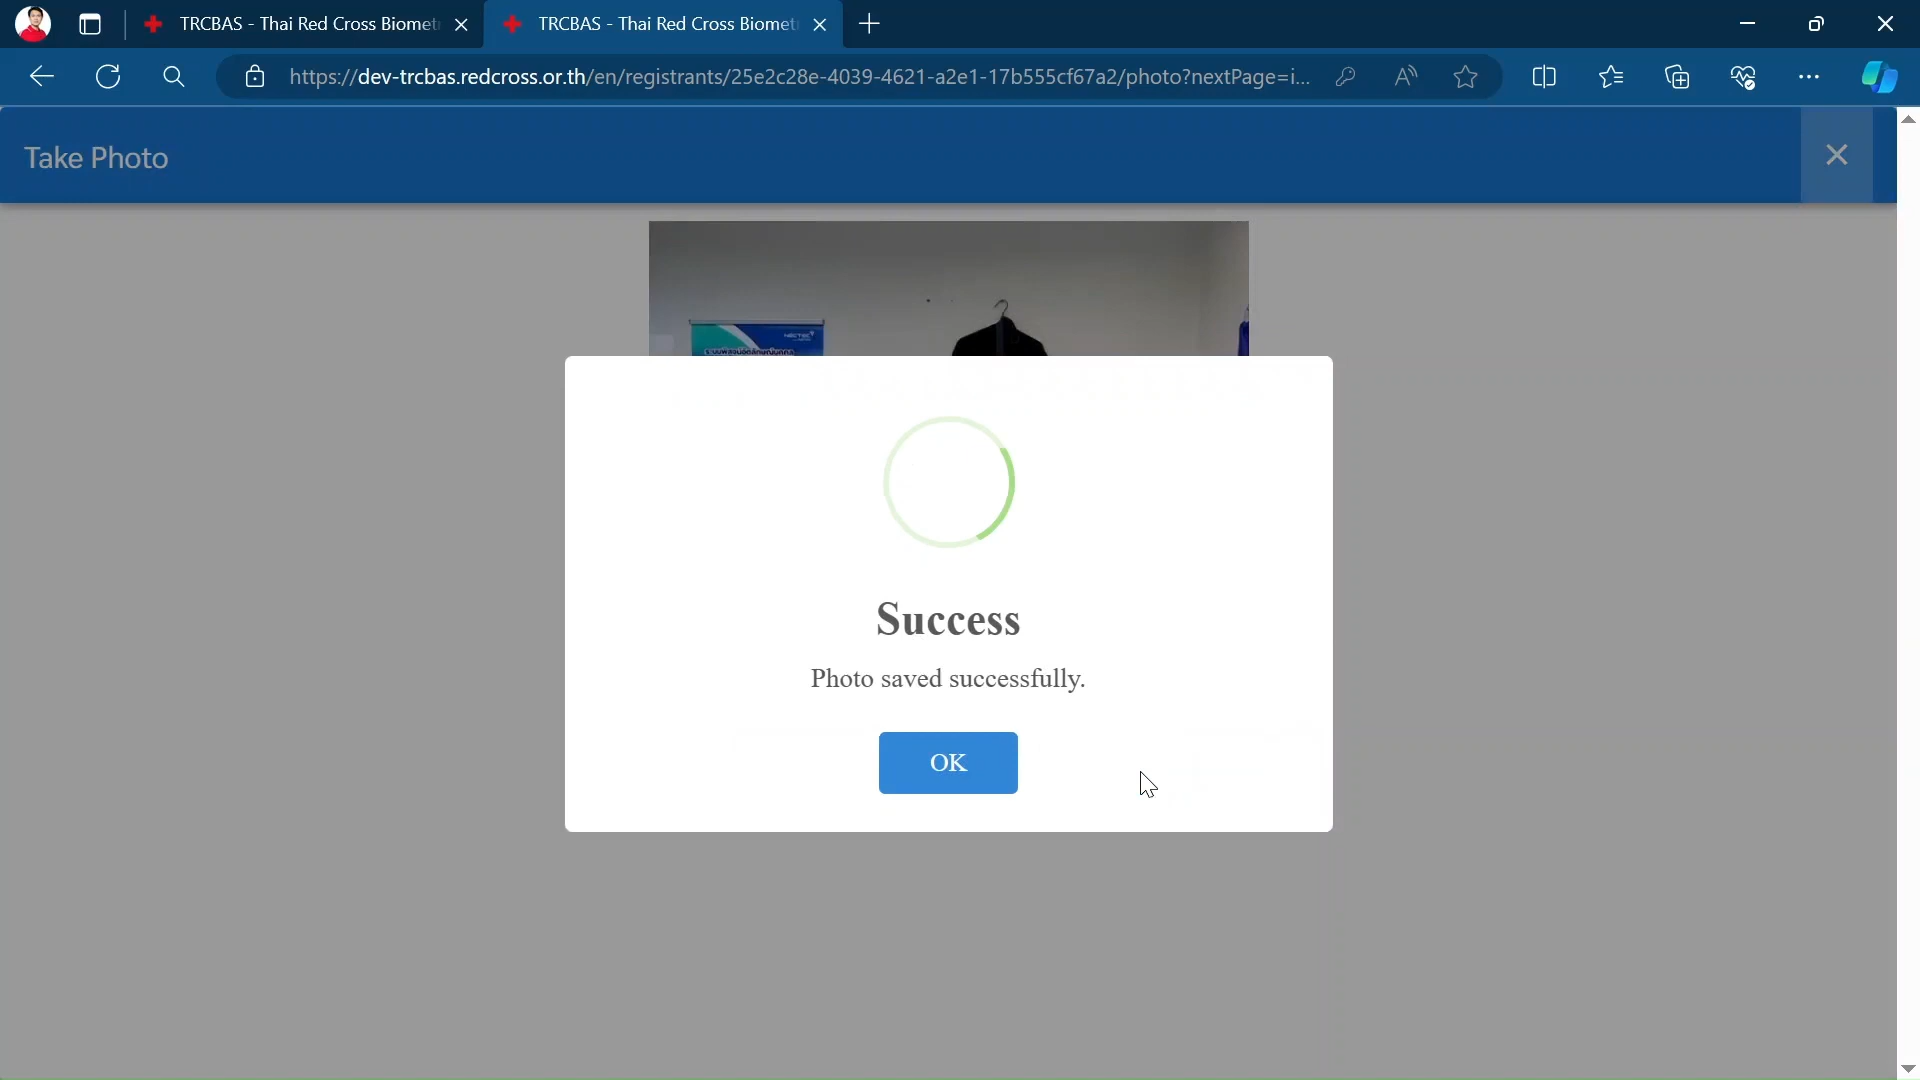 TRCBAS - Thai Red Cross Biomet
TRCBAS - Thai Red Cross Biomet
https://dev-trcbas.redcross.or.th/en/registrants/25e2c28e-4039-4621-a2e1-17b555cf67a2/photo?nextPage=i...
Take Photo
NECTEC
Success
Photo saved successfully.
OK